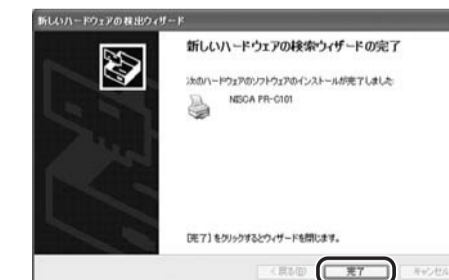 新しいハードウェアの検出ウィザード
新しいハードウェアの検索ウィザードの完了
次のハードウェアのソフトウェアのインストールが完了しました:
NISCA PR-C101
[完了] をクリックするとウィザードを閉じます。
< 戻る(B)
完了
キャンセル